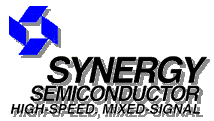 SYNERGY
SEMICONDUCTOR
HIGH-SPEED, MIXED-SIGNAL